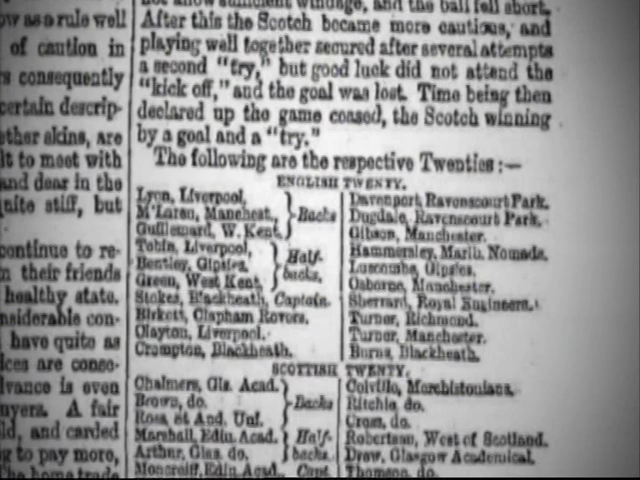 ow as a rule well
of caution in
s consequently
certain descrip-
ther skins, are
lt to meet with
and dear in the
quite stiff, but
continue to re-
n their friends
healthy state.
nsiderable con-
have quite as
ices are conse-
lvance is even
uyers. A fair
ld, and carded
g to pay more,
The home trade
not allow sufficient windage, and the ball fell short.
After this the Scotch became more cautious, and
playing well together secured after several attempts
a second "try," but good luck did not attend the
"kick off," and the goal was lost. Time being then
declared up the game ceased, the Scotch winning
by a goal and a "try."
The following are the respective Twenties :—
ENGLISH TWENTY.
Lyon, Liverpool,
M'Laren, Manchest., } Backs
Guillemard, W. Kent,
Tobin, Liverpool,
Bentley, Gipsies, } Half-backs,
Green, West Kent,
Stokes, Blackheath, Captain.
Birkett, Clapham Rovers.
Clayton, Liverpool.
Crompton, Blackheath.
Davenport, Ravenscourt Park.
Dugdale, Ravenscourt Park.
Gibson, Manchester.
Hammersley, Marlb. Nomads.
Luscombe, Gipsies.
Osborne, Manchester.
Sherrard, Royal Engineers.
Turner, Richmond.
Turner, Manchester.
Burns, Blackheath.
SCOTTISH TWENTY.
Chalmers, Gls. Acad.
Brown, do. } Backs
Ross, St And. Uni.
Marshall, Edin. Acad. } Half-
Arthur, Glas. do. backs.
Moncreiff, Edin. Acad., Capt.
Colville, Merchistonians.
Ritchie, do.
Cross, do.
Robertson, West of Scotland.
Drew, Glasgow Academical.
Thomson, do.